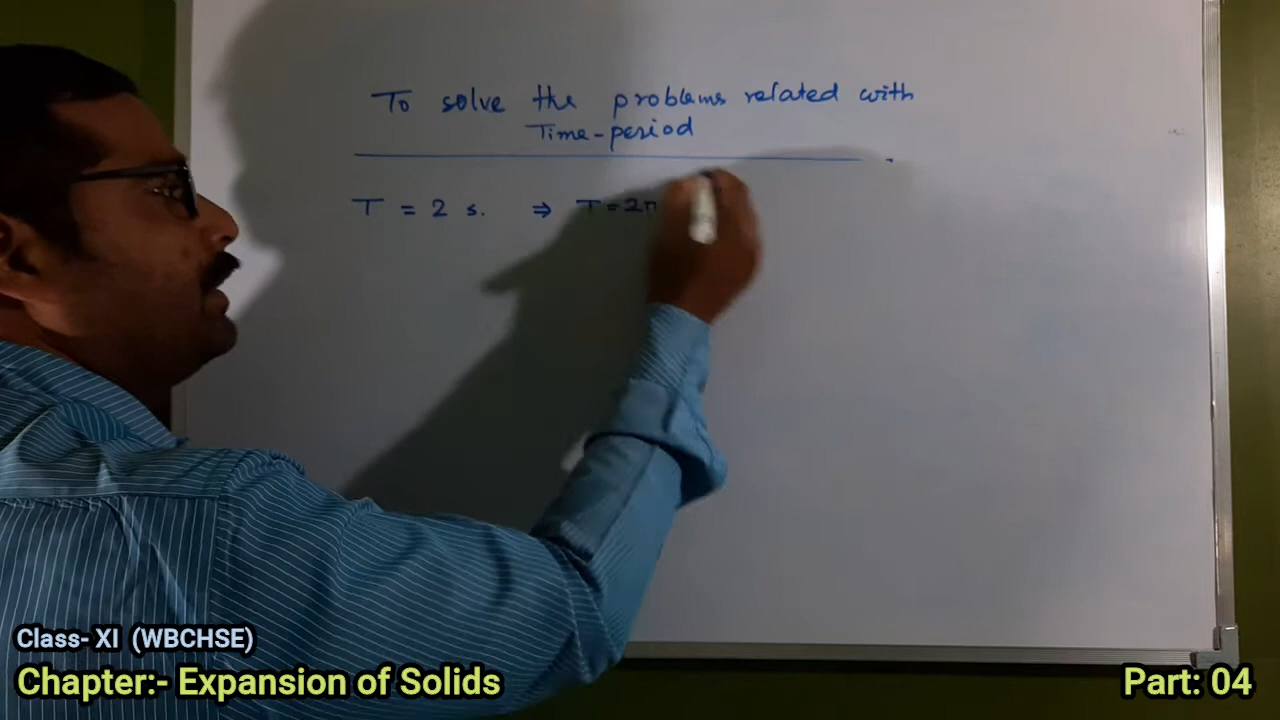 To solve the problems related with
Time-period
T = 2 s. ⇒ T = 2π
Class- XI (WBCHSE)
Chapter:- Expansion of Solids
Part: 04